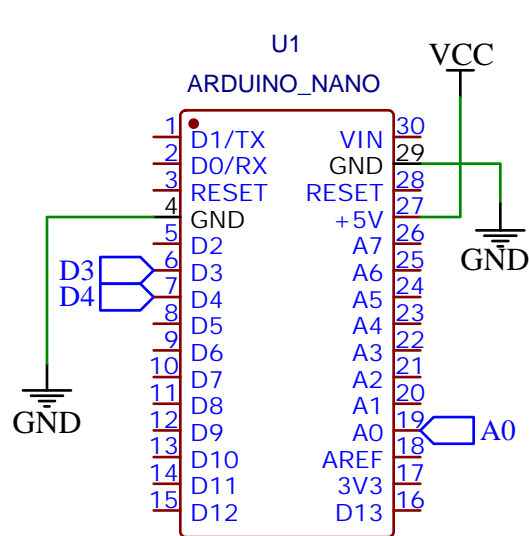 U1
ARDUINO_NANO
VCC
1 D1/TX VIN 30
2 D0/RX GND 29
3 RESET RESET 28
4 GND +5V 27
5 D2 A7 26
GND
D3 6 D3 A6 25
D4 7 D4 A5 24
8 D5 A4 23
9 D6 A3 22
10 D7 A2 21
11 D8 A1 20
GND
12 D9 A0 19 A0
13 D10 AREF 18
14 D11 3V3 17
15 D12 D13 16